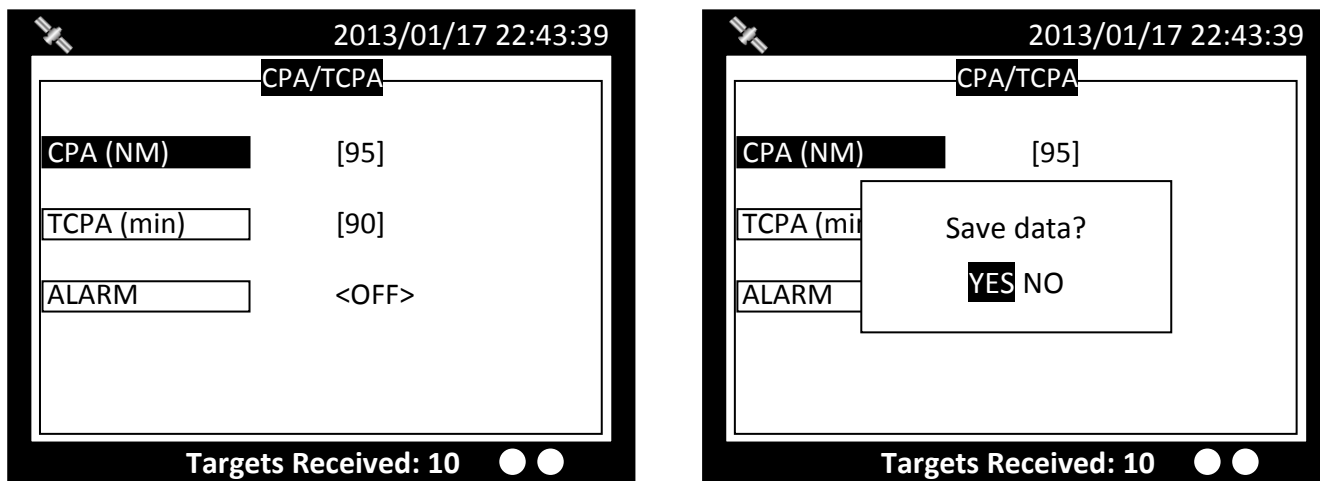 2013/01/17 22:43:39
CPA/TCPA
CPA (NM) [95]
TCPA (min) [90]
ALARM <OFF>
Targets Received: 10
2013/01/17 22:43:39
CPA/TCPA
CPA (NM) [95]
TCPA (mi
Save data?
YES NO
ALARM
Targets Received: 10